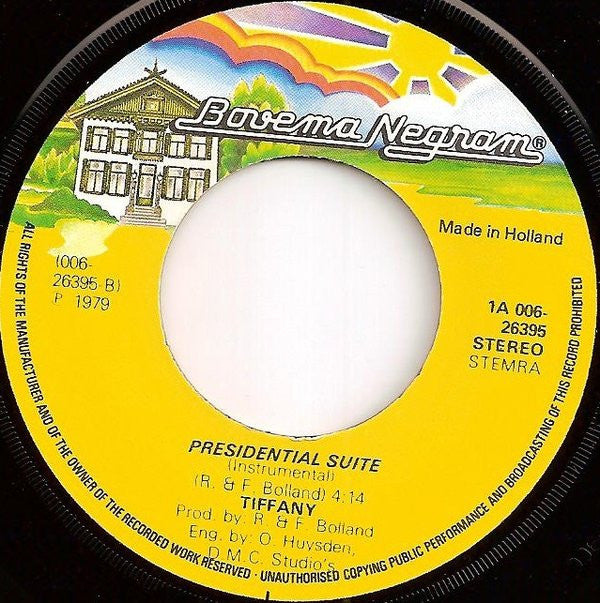 Bovema Negram®
Made in Holland
(006-
26395-B)
P 1979
1A 006-
26395
STEREO
STEMRA
PRESIDENTIAL SUITE
(Instrumental)
(R. & F. Bolland) 4:14
TIFFANY
Prod. by: R. & F. Bolland
Eng. by: O. Huysden,
D.M.C. Studio's
ALL RIGHTS OF THE MANUFACTURER AND OF THE OWNER OF THE RECORDED WORK RESERVED - UNAUTHORISED COPYING PUBLIC PERFORMANCE AND BROADCASTING OF THIS RECORD PROHIBITED